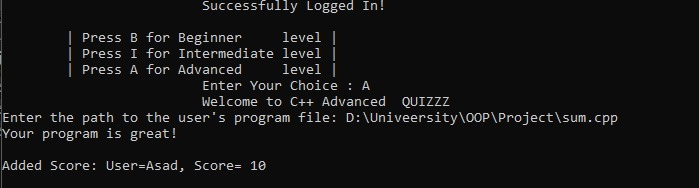 Successfully Logged In!
| Press B for Beginner     level |
| Press I for Intermediate level |
| Press A for Advanced     level |
Enter Your Choice : A
Welcome to C++ Advanced  QUIZZZ
Enter the path to the user's program file: D:\Univeersity\OOP\Project\sum.cpp
Your program is great!
Added Score: User=Asad, Score= 10